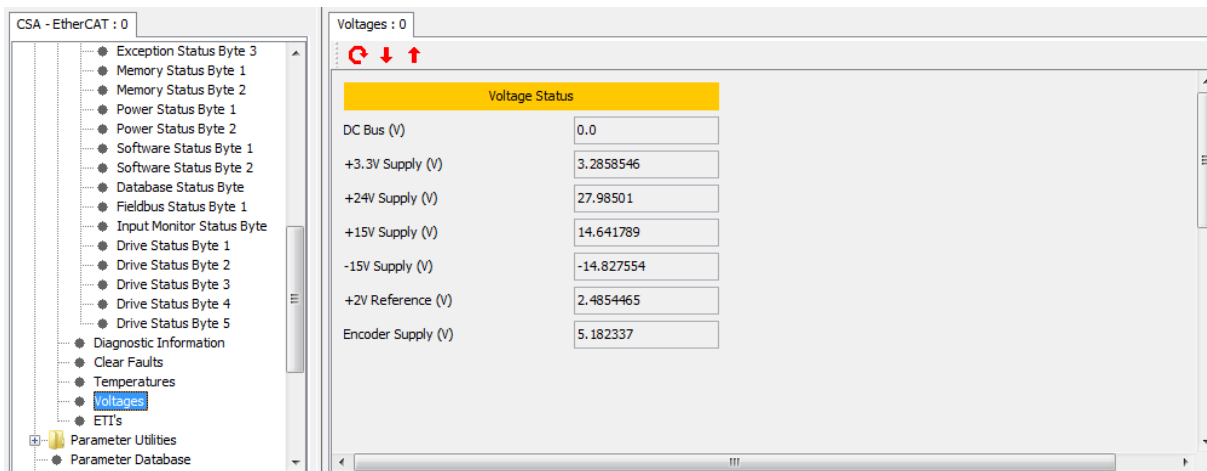 CSA - EtherCAT : 0
Exception Status Byte 3
Memory Status Byte 1
Memory Status Byte 2
Power Status Byte 1
Power Status Byte 2
Software Status Byte 1
Software Status Byte 2
Database Status Byte
Fieldbus Status Byte 1
Input Monitor Status Byte
Drive Status Byte 1
Drive Status Byte 2
Drive Status Byte 3
Drive Status Byte 4
Drive Status Byte 5
Diagnostic Information
Clear Faults
Temperatures
Voltages
ETI's
Parameter Utilities
Parameter Database
Voltages : 0
Voltage Status
DC Bus (V) 0.0
+3.3V Supply (V) 3.2858546
+24V Supply (V) 27.98501
+15V Supply (V) 14.641789
-15V Supply (V) -14.827554
+2V Reference (V) 2.4854465
Encoder Supply (V) 5.182337